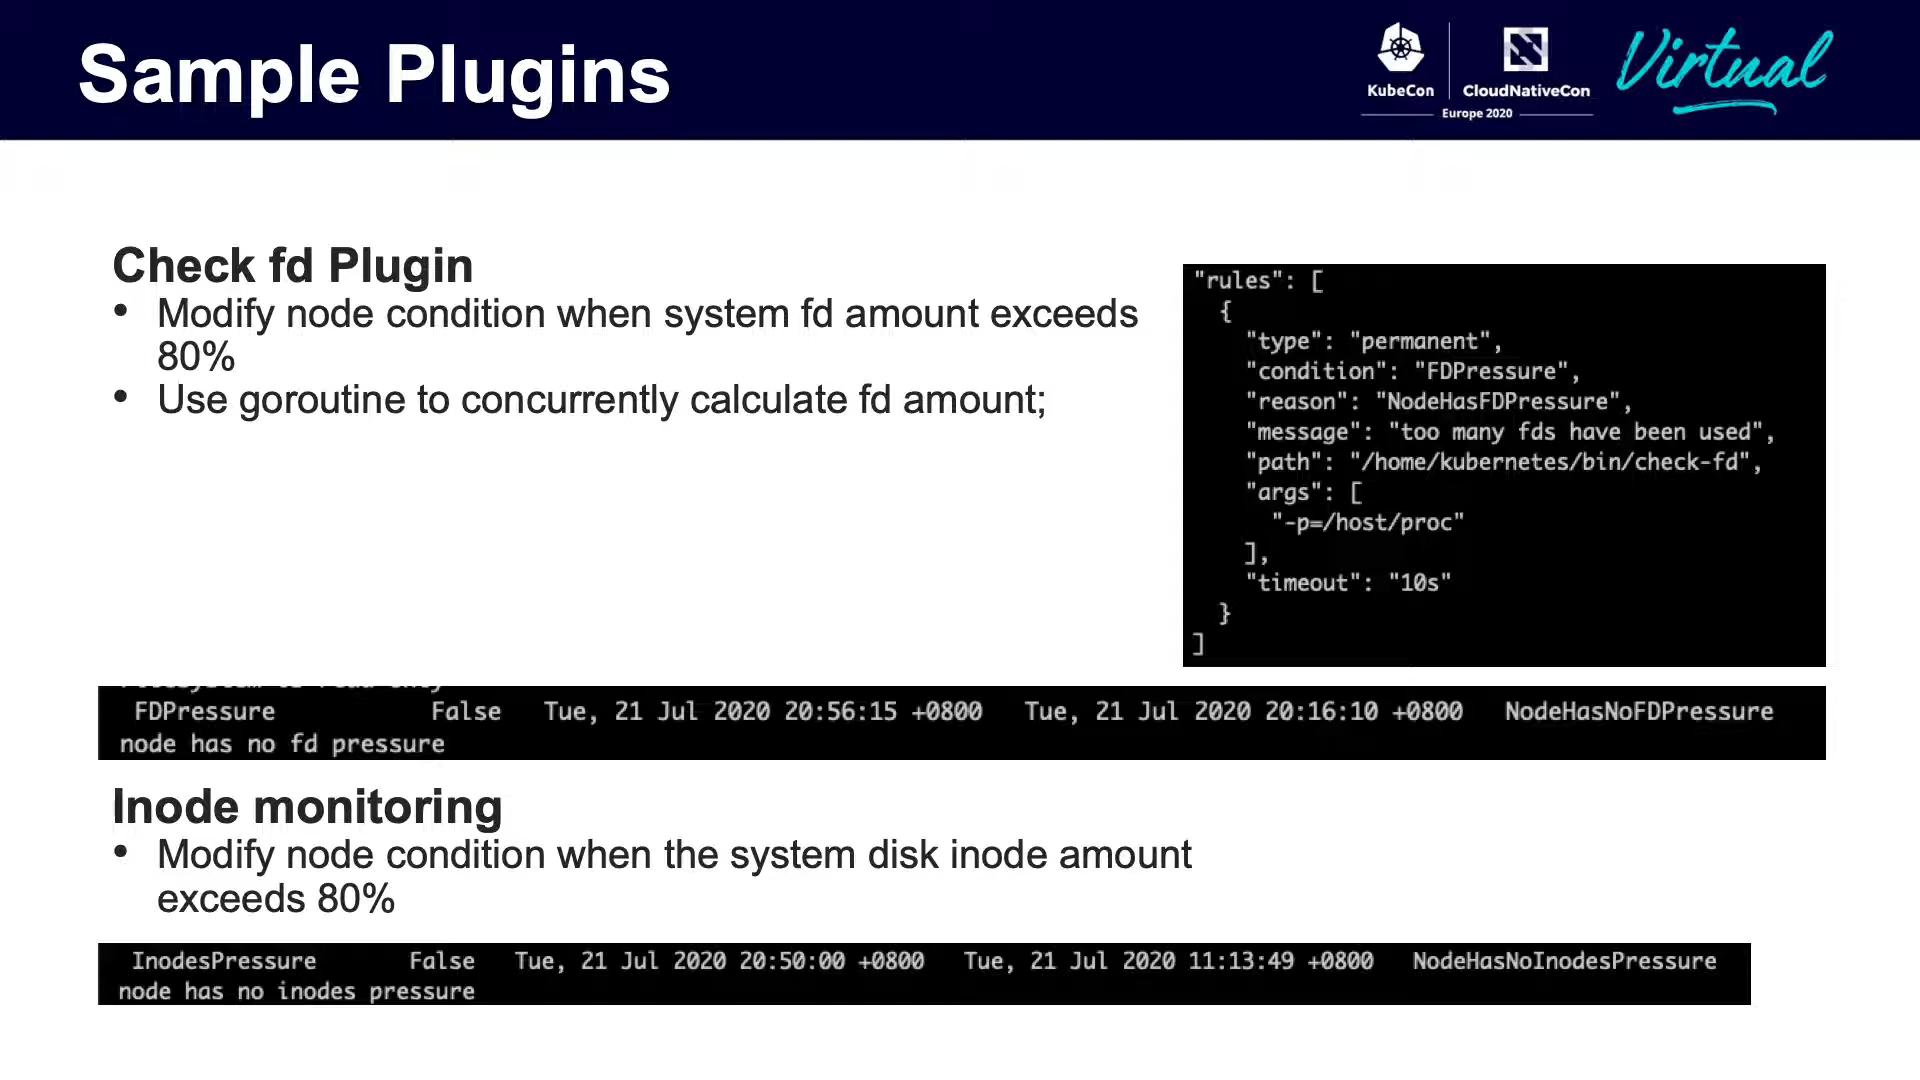 Sample Plugins
KubeCon
CloudNativeCon
Europe 2020
Virtual
Check fd Plugin
• Modify node condition when system fd amount exceeds
80%
• Use goroutine to concurrently calculate fd amount;
"rules": [
{
"type": "permanent",
"condition": "FDPressure",
"reason": "NodeHasFDPressure",
"message": "too many fds have been used",
"path": "/home/kubernetes/bin/check-fd",
"args": [
"-p=/host/proc"
],
"timeout": "10s"
}
]
FDPressure False Tue, 21 Jul 2020 20:56:15 +0800 Tue, 21 Jul 2020 20:16:10 +0800 NodeHasNoFDPressure
node has no fd pressure
Inode monitoring
• Modify node condition when the system disk inode amount
exceeds 80%
InodesPressure False Tue, 21 Jul 2020 20:50:00 +0800 Tue, 21 Jul 2020 11:13:49 +0800 NodeHasNoInodesPressure
node has no inodes pressure